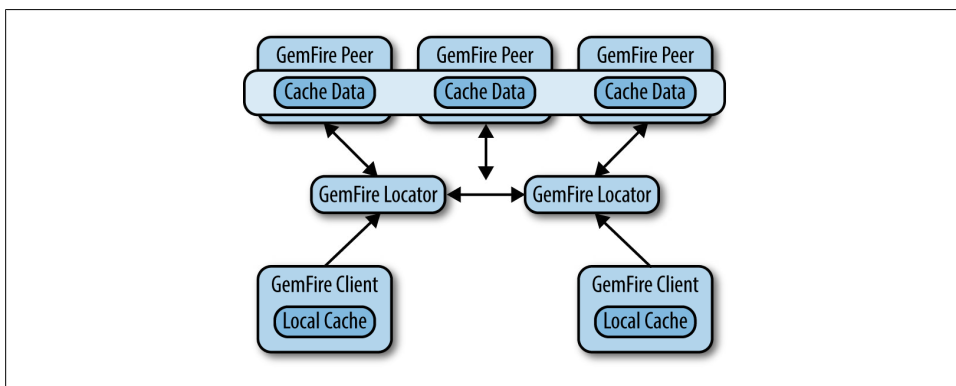 GemFire Peer
GemFire Peer
GemFire Peer
Cache Data
Cache Data
Cache Data
GemFire Locator
GemFire Locator
GemFire Client
GemFire Client
Local Cache
Local Cache